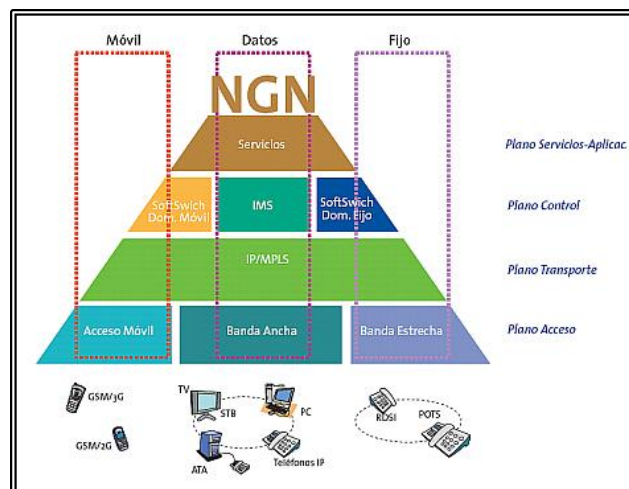 Móvil Datos Fijo
NGN
Servicios
Plano Servicios-Aplicac.
SoftSwich
Dom. Móvil
IMS
SoftSwich
Dom. Fijo
Plano Control
IP/MPLS
Plano Transporte
Acceso Móvil
Banda Ancha
Banda Estrecha
Plano Acceso
GSM/3G
GSM/2G
TV
STB
PC
ATA
Teléfonos IP
RDSI
POTS